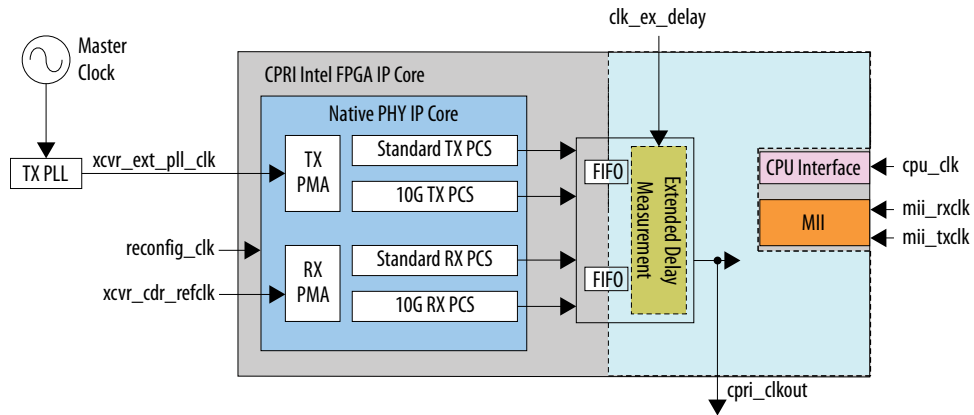 clk_ex_delay
Master
Clock
CPRI Intel FPGA IP Core
Native PHY IP Core
TX PLL
xcvr_ext_pll_clk
TX
PMA
Standard TX PCS
10G TX PCS
FIFO
Extended Delay
Measurement
CPU Interface
cpu_clk
MII
mii_rxclk
mii_txclk
reconfig_clk
xcvr_cdr_refclk
RX
PMA
Standard RX PCS
10G RX PCS
FIFO
cpri_clkout